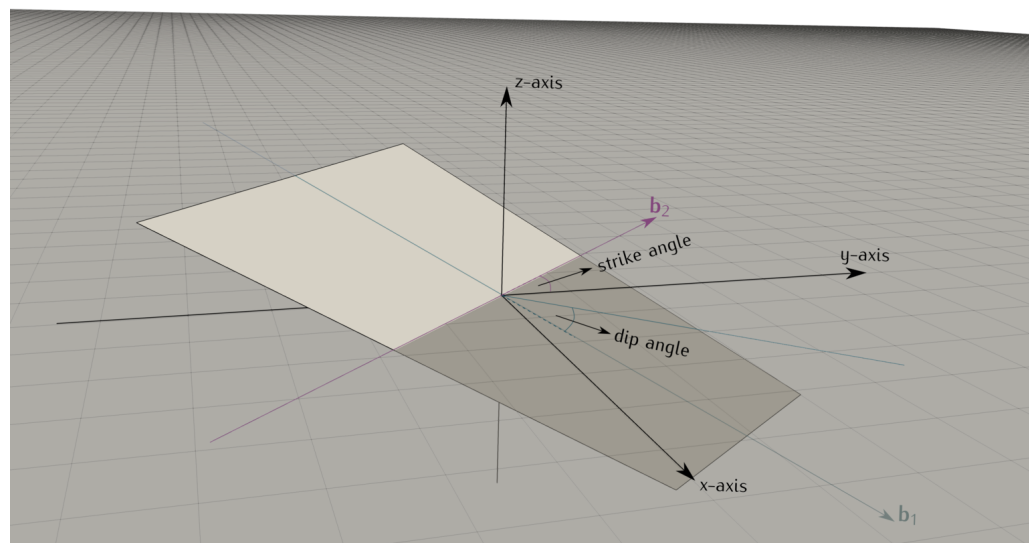 z-axis
b₂
strike angle
y-axis
dip angle
x-axis
b₁